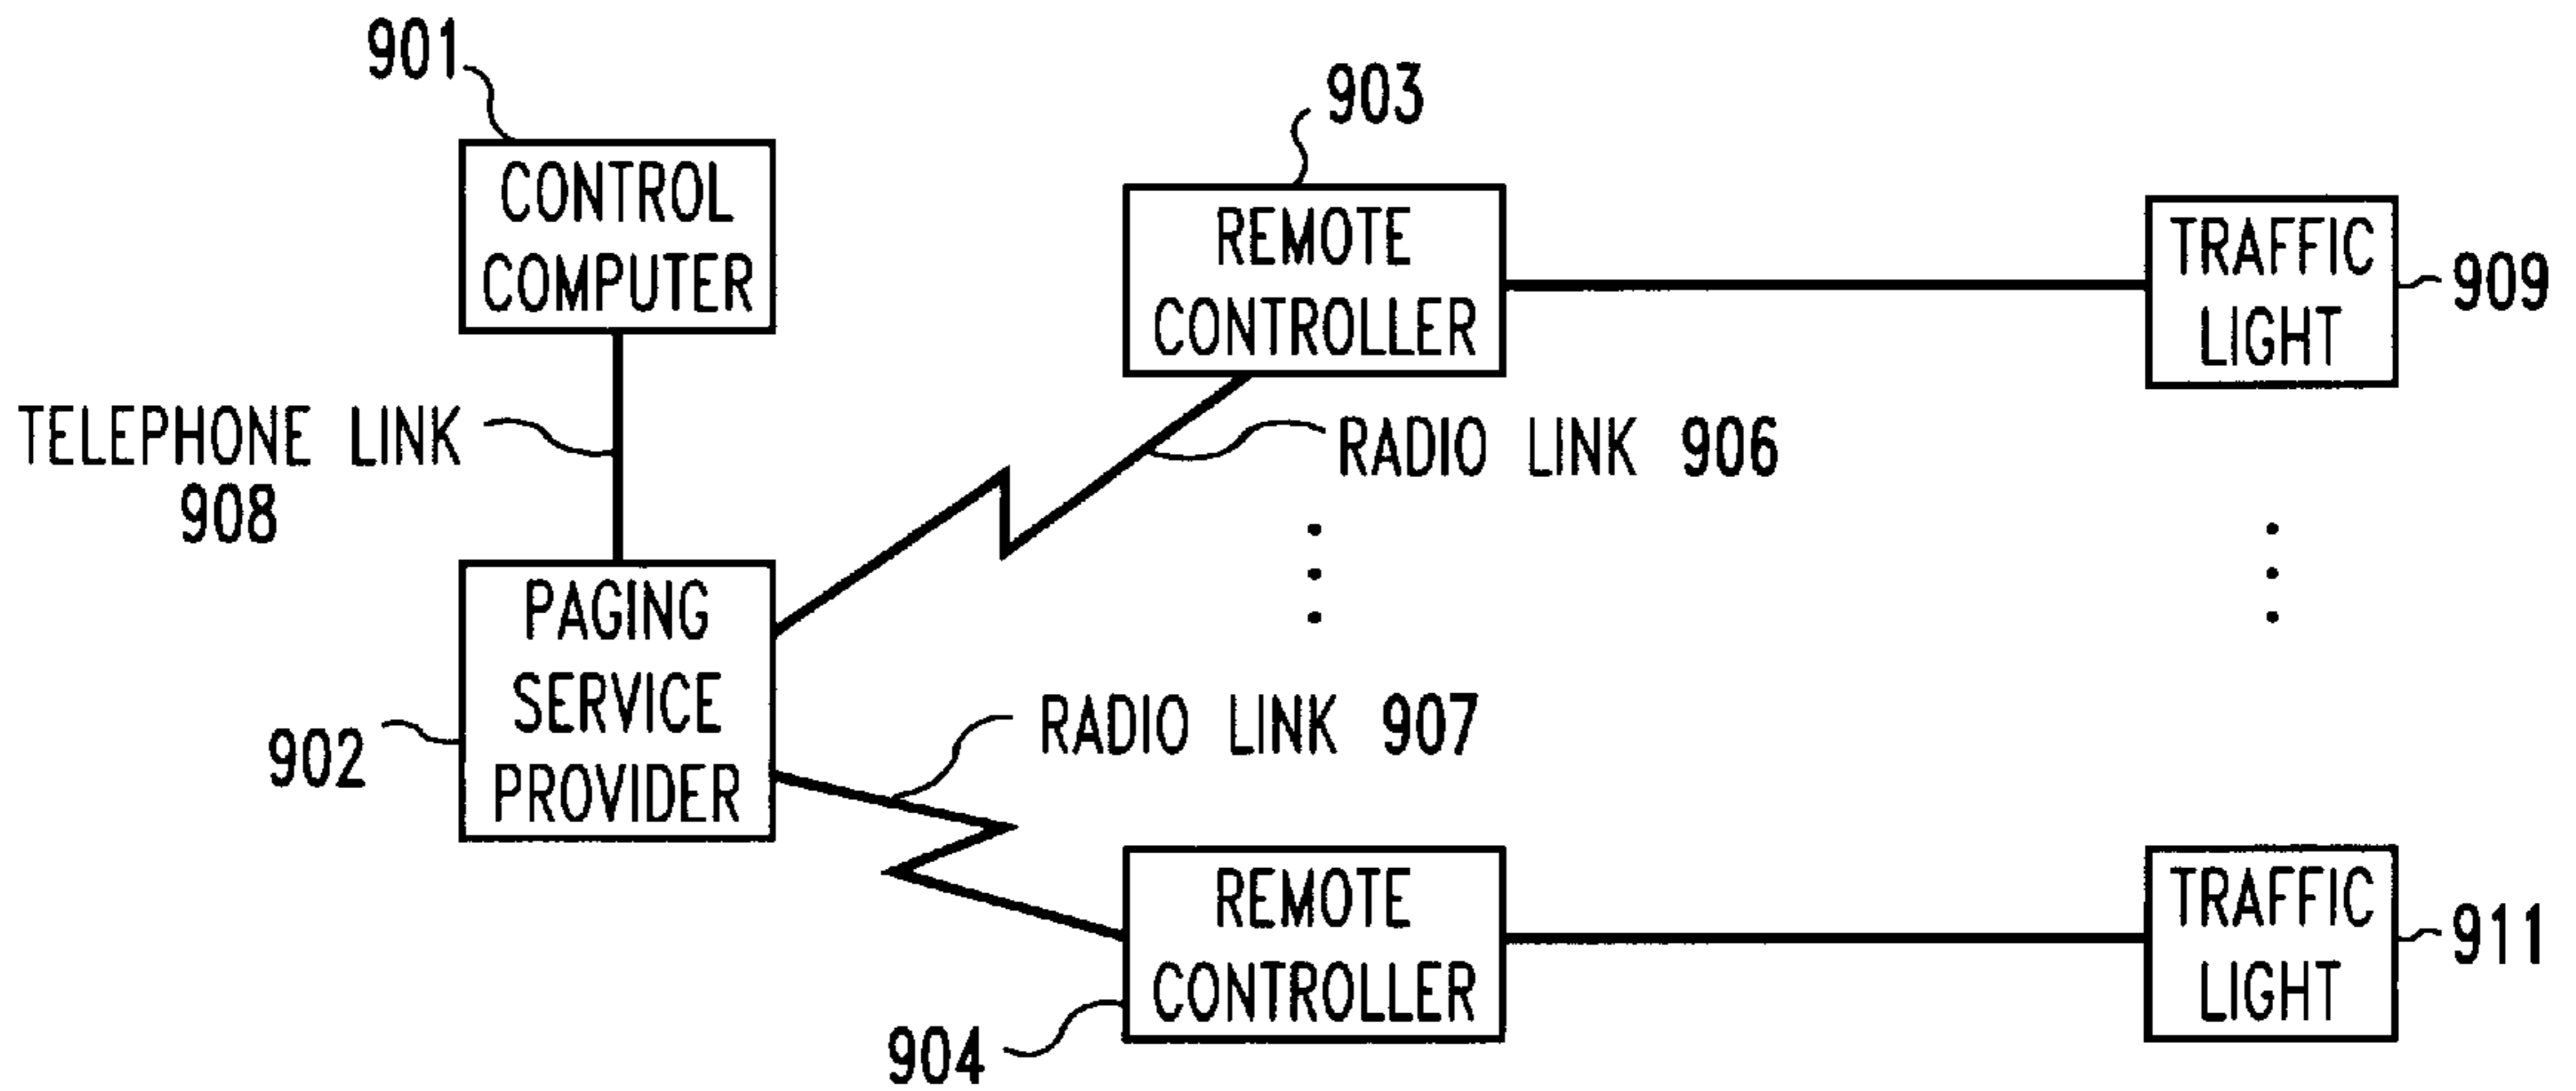 901
CONTROL
COMPUTER
903
REMOTE
CONTROLLER
TRAFFIC
LIGHT
909
TELEPHONE LINK
908
RADIO LINK 906
PAGING
SERVICE
PROVIDER
902
RADIO LINK 907
REMOTE
CONTROLLER
904
TRAFFIC
LIGHT
911